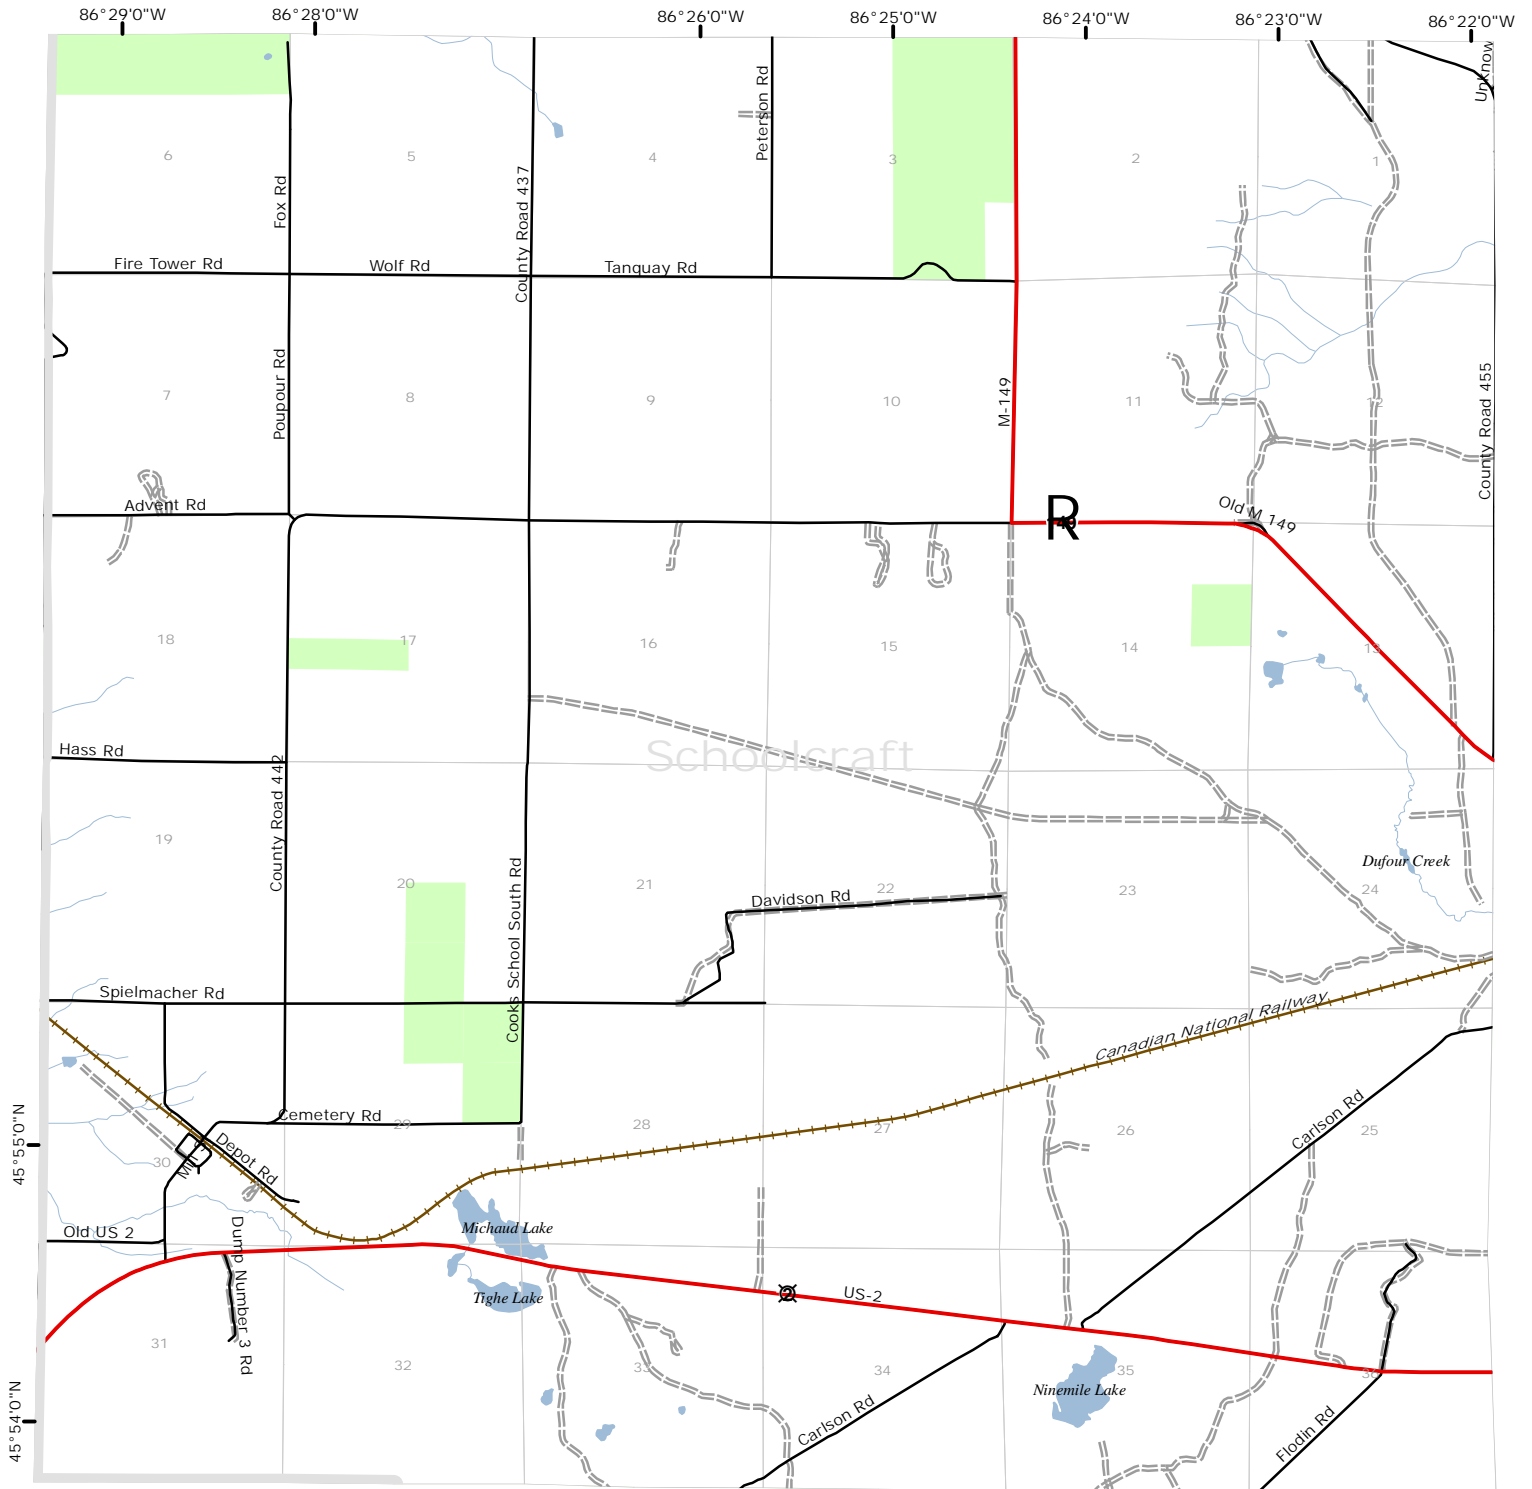 86°29'0"W
86°28'0"W
86°26'0"W
86°25'0"W
86°24'0"W
86°23'0"W
86°22'0"W
6
5
4
3
2
1
Fox Rd
County Road 437
Peterson Rd
Fire Tower Rd
Wolf Rd
Tanquay Rd
7
8
9
10
11
12
Poupour Rd
M-149
County Road 455
Advent Rd
R
Old M 149
18
17
16
15
14
13
Schoolcraft
Hass Rd
County Road 442
19
20
21
22
23
24
Cooks School South Rd
Davidson Rd
Dufour Creek
Spielmacher Rd
Canadian National Railway
Cemetery Rd
Depot Rd
30
29
28
27
26
25
Carlson Rd
45°55'0"N
Old US 2
Dump Number 3 Rd
Michaud Lake
Tighe Lake
2
US-2
31
32
33
34
35
36
Ninemile Lake
Carlson Rd
Flodin Rd
45°54'0"N